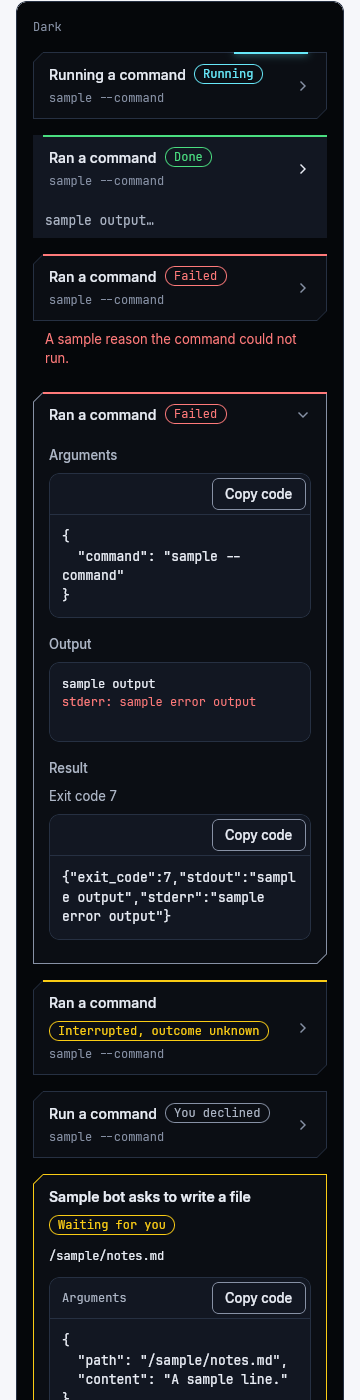 Dark
Running a command Running
sample --command
Ran a command Done
sample --command
sample output…
Ran a command Failed
sample --command
A sample reason the command could not
run.
Ran a command Failed
Arguments
Copy code
{
"command": "sample --
command"
}
Output
sample output
stderr: sample error output
Result
Exit code 7
Copy code
{"exit_code":7,"stdout":"sampl
e output","stderr":"sample
error output"}
Ran a command
Interrupted, outcome unknown
sample --command
Run a command You declined
sample --command
Sample bot asks to write a file
Waiting for you
/sample/notes.md
Arguments Copy code
{
"path": "/sample/notes.md",
"content": "A sample line."
}